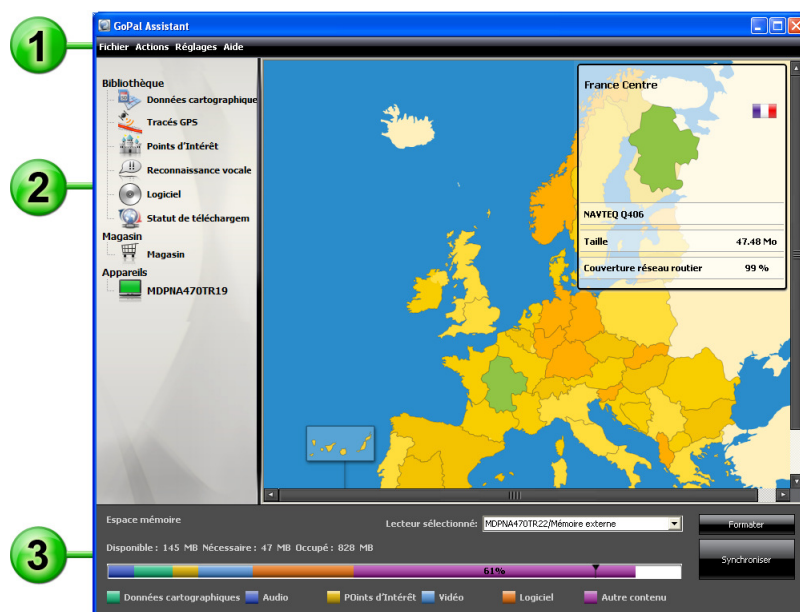 GoPal Assistant
1
Fichier Actions Réglages Aide
Bibliothèque
Données cartographique
Tracés GPS
Points d'Intérêt
2
Reconnaissance vocale
Logiciel
Statut de téléchargem
Magasin
Magasin
Appareils
MDPNA470TR19
France Centre
NAVTEQ Q406
Taille 47.48 Mo
Couverture réseau routier 99 %
3
Espace mémoire
Lecteur sélectionné: MDPNA470TR22/Mémoire externe
Formater
Disponible : 145 MB Nécessaire : 47 MB Occupé : 828 MB
Synchroniser
61%
Données cartographiques Audio POints d'Intérêt Vidéo Logiciel Autre contenu